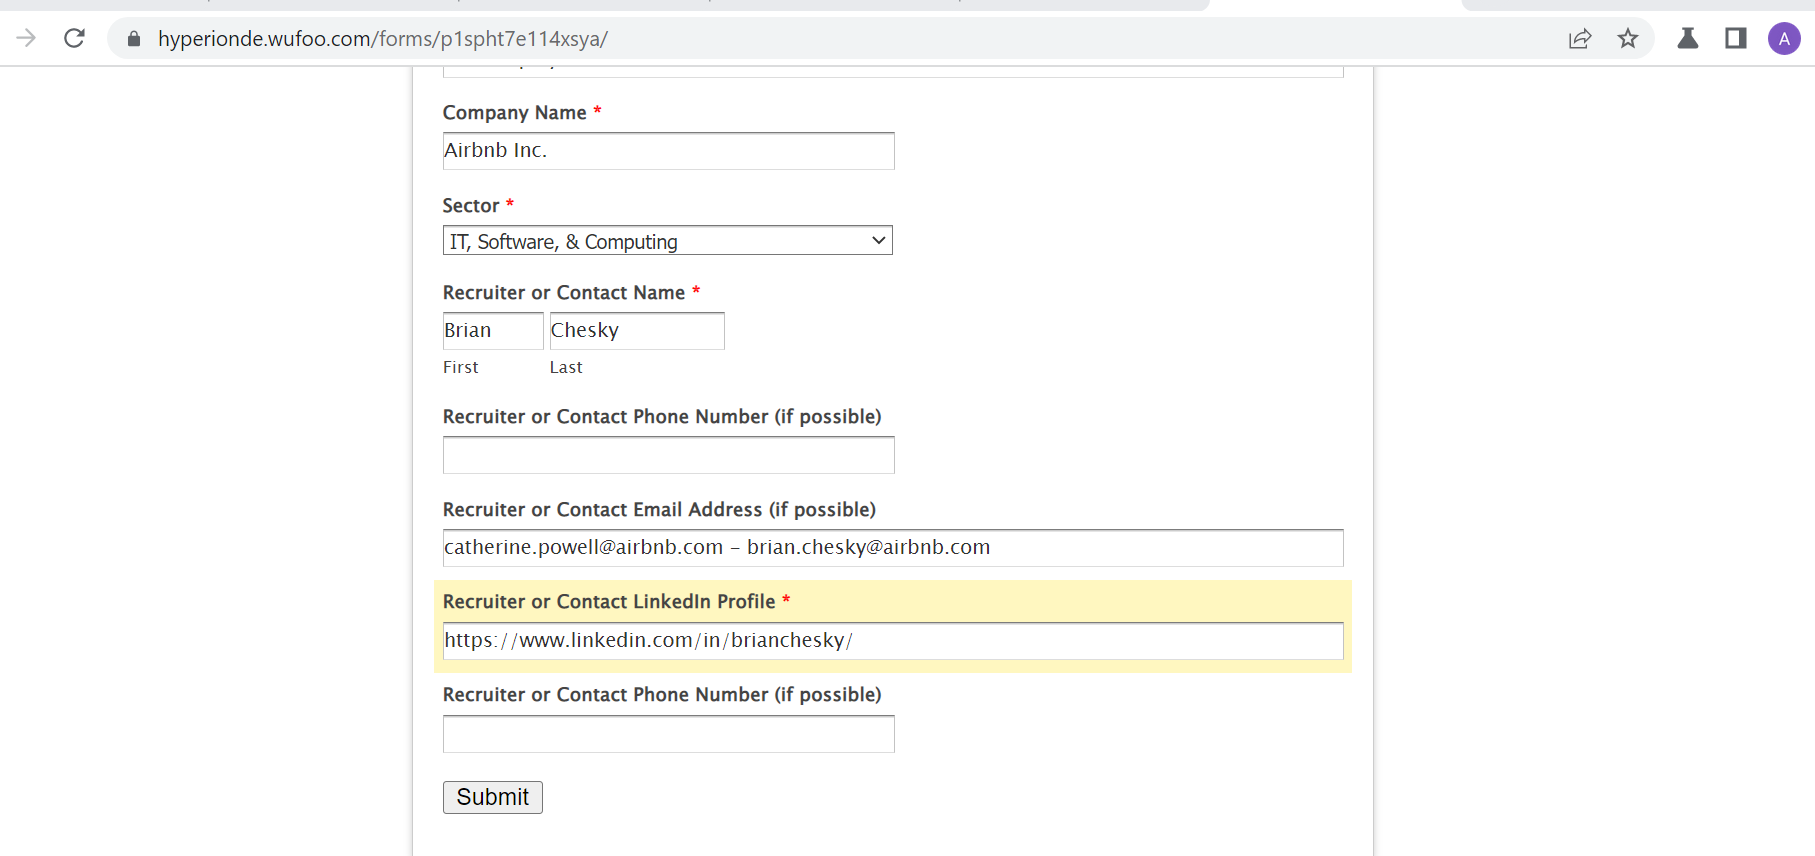 hyperionde.wufoo.com/forms/p1spht7e114xsya/
A
Company Name *
Airbnb Inc.
Sector *
IT, Software, & Computing
Recruiter or Contact Name *
Brian Chesky
First Last
Recruiter or Contact Phone Number (if possible)
Recruiter or Contact Email Address (if possible)
catherine.powell@airbnb.com - brian.chesky@airbnb.com
Recruiter or Contact LinkedIn Profile *
https://www.linkedin.com/in/brianchesky/
Recruiter or Contact Phone Number (if possible)
Submit